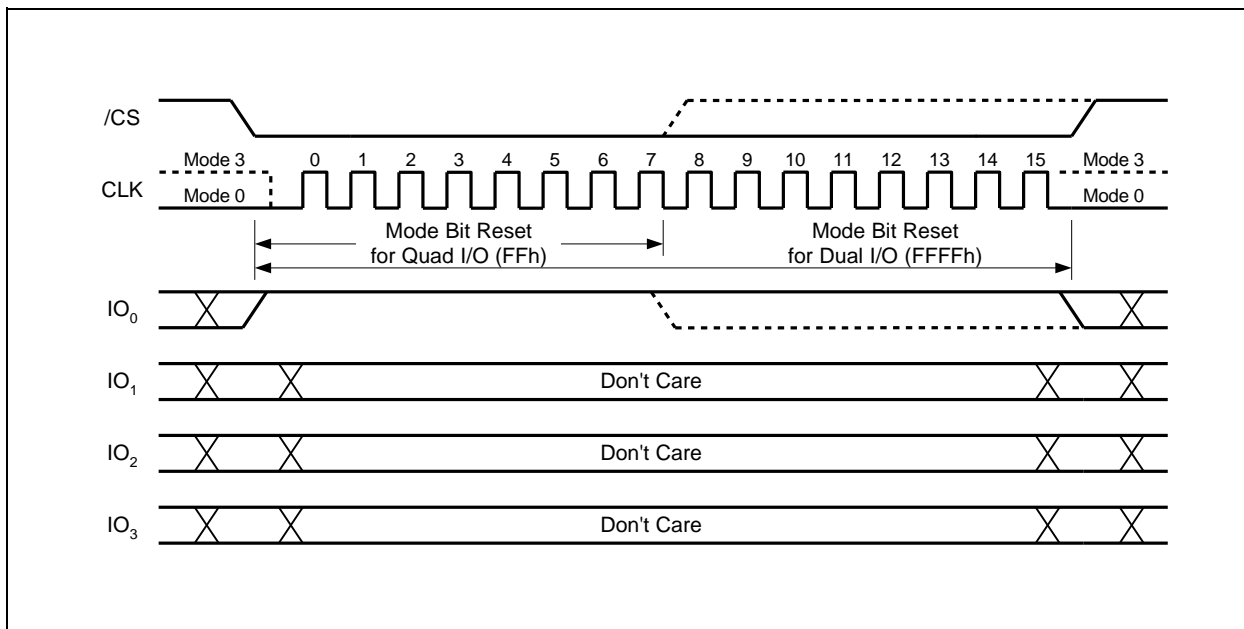 /CS
0 1 2 3 4 5 6 7 8 9 10 11 12 13 14 15
Mode 3
Mode 3
CLK
Mode 0
Mode 0
Mode Bit Reset
for Quad I/O (FFh)
Mode Bit Reset
for Dual I/O (FFFFh)
IO0
IO1
Don't Care
IO2
Don't Care
IO3
Don't Care